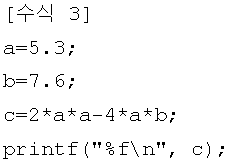 [수식 3]
a=5.3;
b=7.6;
c=2*a*a-4*a*b;
printf("%f\n", c);